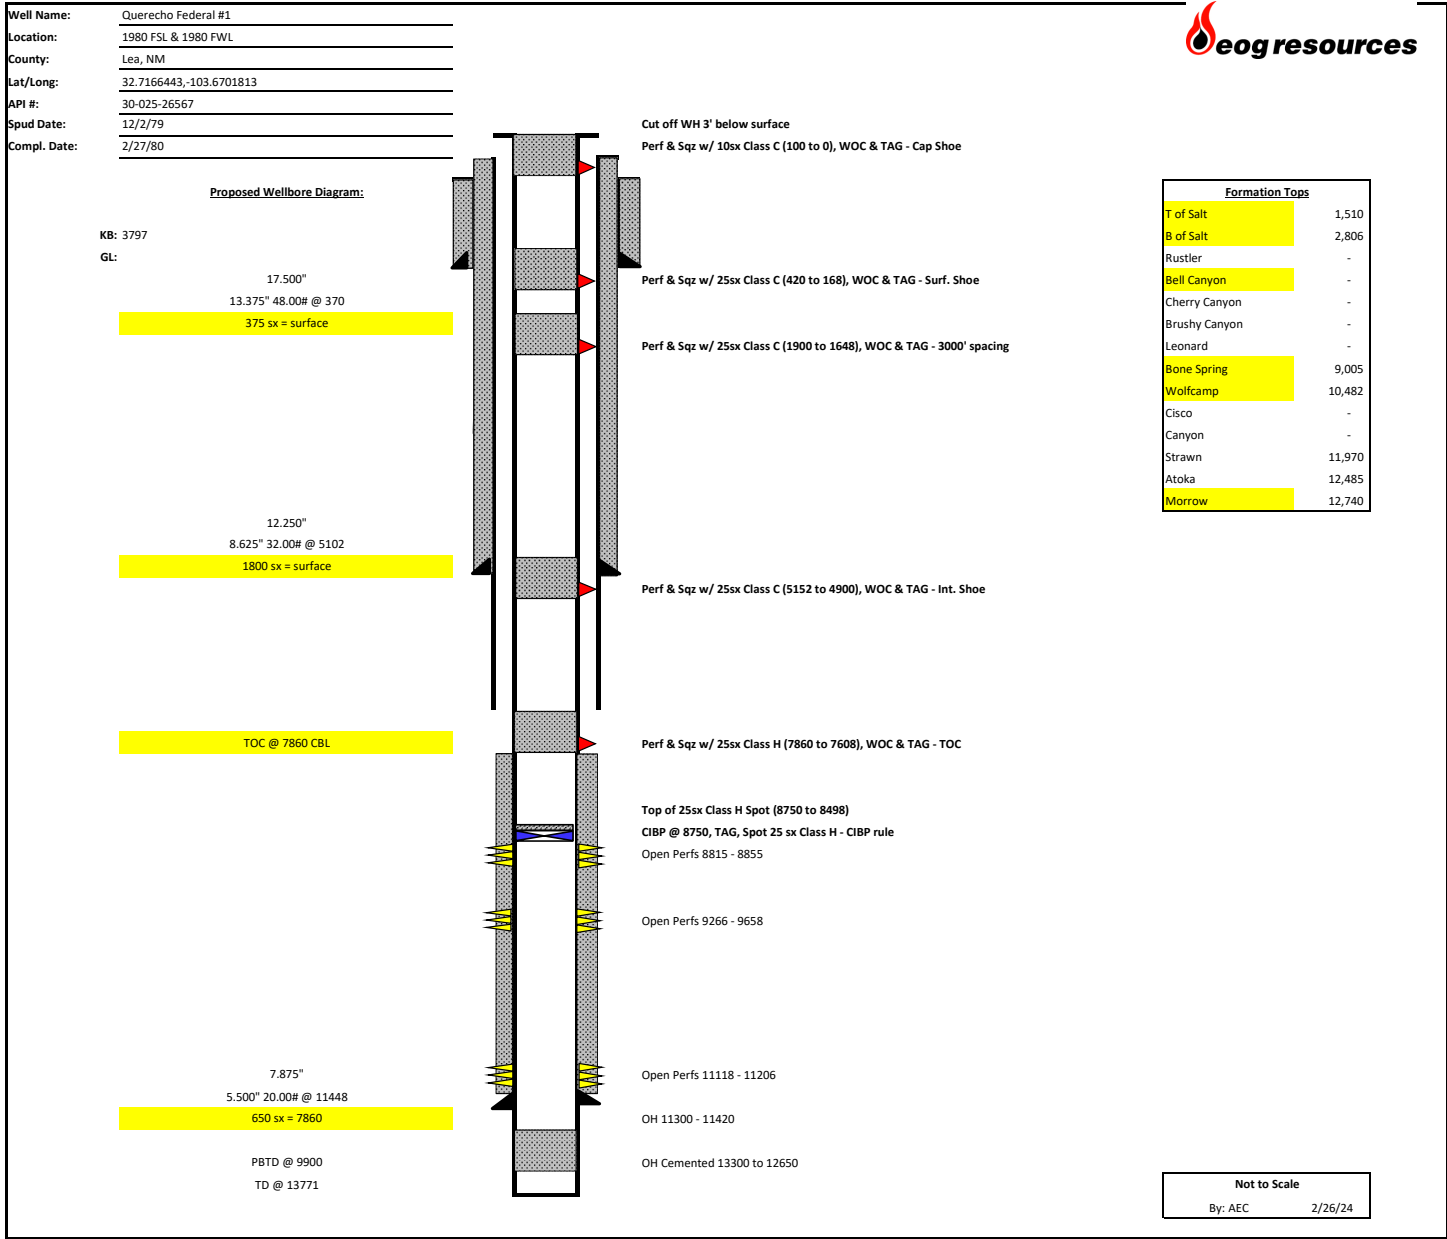 Well Name: Querecho Federal #1
Location: 1980 FSL & 1980 FWL
County: Lea, NM
Lat/Long: 32.7166443,-103.6701813
API #: 30-025-26567
Spud Date: 12/2/79
Compl. Date: 2/27/80
eog resources
Cut off WH 3' below surface
Perf & Sqz w/ 10sx Class C (100 to 0), WOC & TAG - Cap Shoe
Proposed Wellbore Diagram:
KB: 3797
GL:
17.500"
13.375" 48.00# @ 370
375 sx = surface
Perf & Sqz w/ 25sx Class C (420 to 168), WOC & TAG - Surf. Shoe
Perf & Sqz w/ 25sx Class C (1900 to 1648), WOC & TAG - 3000' spacing
Formation Tops
T of Salt 1,510
B of Salt 2,806
Rustler -
Bell Canyon -
Cherry Canyon -
Brushy Canyon -
Leonard -
Bone Spring 9,005
Wolfcamp 10,482
Cisco -
Canyon -
Strawn 11,970
Atoka 12,485
Morrow 12,740
12.250"
8.625" 32.00# @ 5102
1800 sx = surface
Perf & Sqz w/ 25sx Class C (5152 to 4900), WOC & TAG - Int. Shoe
TOC @ 7860 CBL
Perf & Sqz w/ 25sx Class H (7860 to 7608), WOC & TAG - TOC
Top of 25sx Class H Spot (8750 to 8498)
CIBP @ 8750, TAG, Spot 25 sx Class H - CIBP rule
Open Perfs 8815 - 8855
Open Perfs 9266 - 9658
7.875"
5.500" 20.00# @ 11448
650 sx = 7860
Open Perfs 11118 - 11206
OH 11300 - 11420
PBTD @ 9900
TD @ 13771
OH Cemented 13300 to 12650
Not to Scale
By: AEC 2/26/24